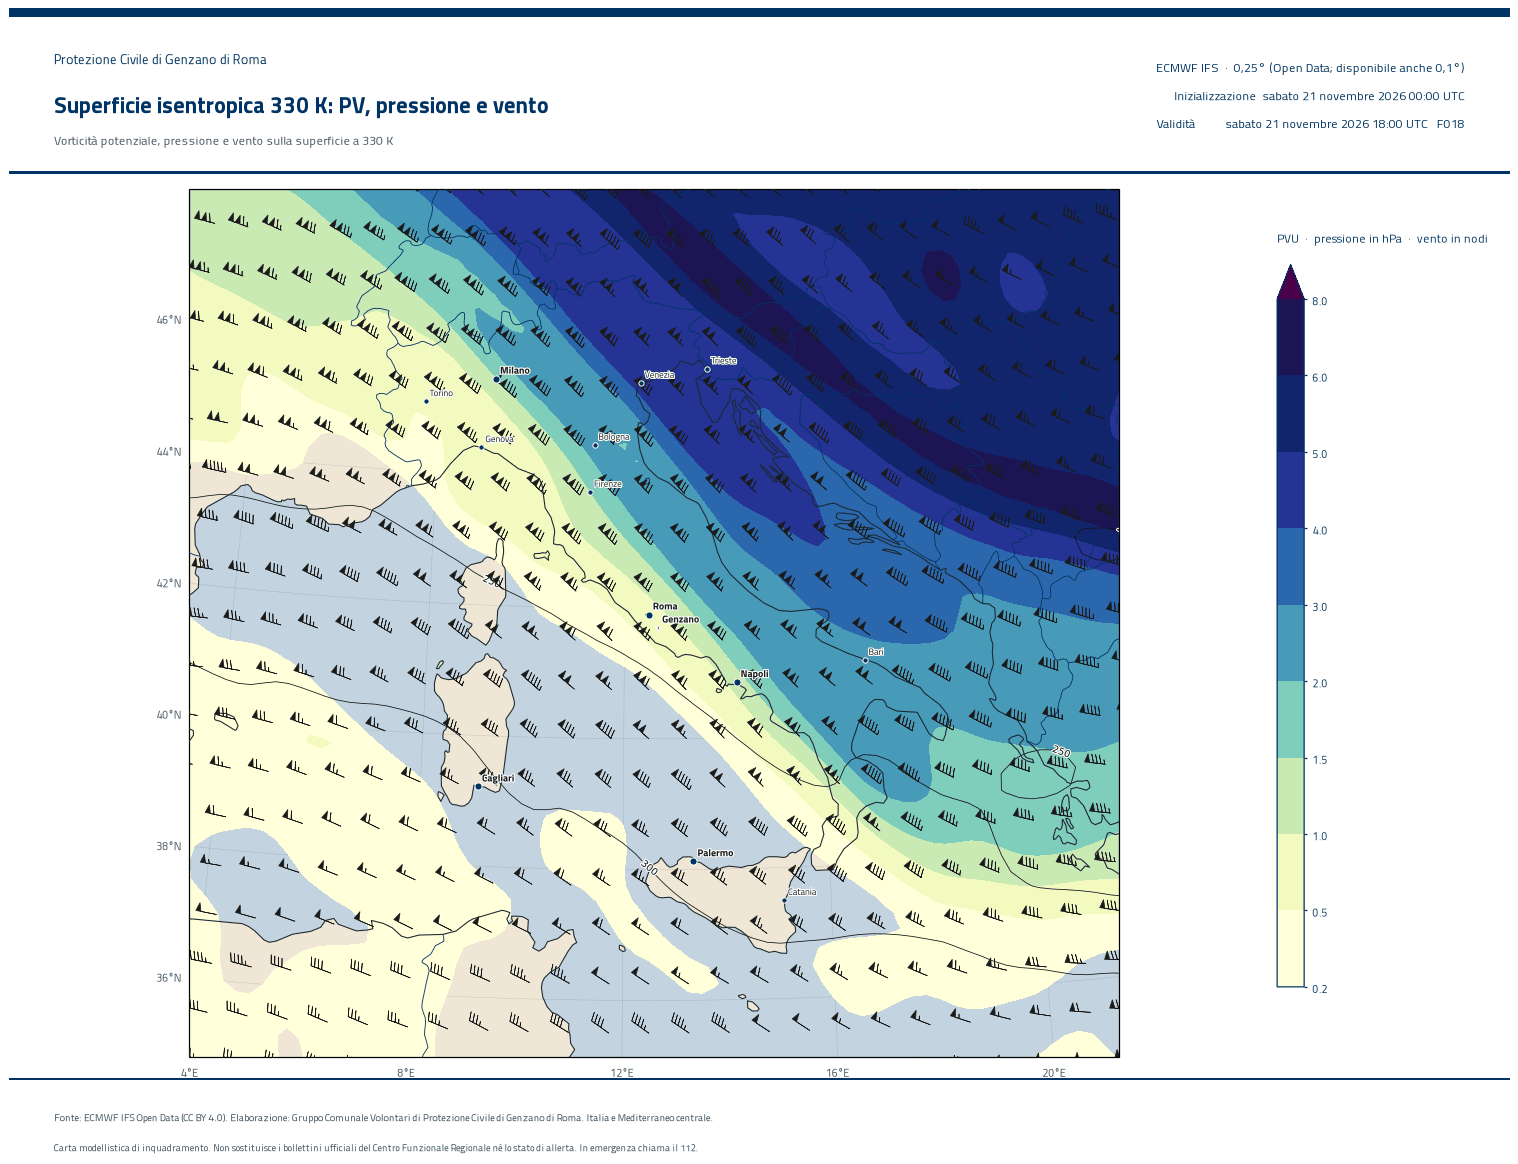 Protezione Civile di Genzano di Roma
Superficie isentropica 330 K: PV, pressione e vento
Vorticità potenziale, pressione e vento sulla superficie a 330 K
ECMWF IFS · 0,25° (Open Data; disponibile anche 0,1°)
Inizializzazione sabato 21 novembre 2026 00:00 UTC
Validità sabato 21 novembre 2026 18:00 UTC F018
PVU · pressione in hPa · vento in nodi
8.0
6.0
5.0
4.0
3.0
2.0
1.5
1.0
0.5
0.2
46°N
44°N
42°N
40°N
38°N
36°N
4°E
8°E
12°E
16°E
20°E
Trieste
Venezia
Milano
Torino
Genova
Bologna
Firenze
250
Roma
Genzano
Bari
Napoli
250
Cagliari
300
Palermo
Catania
Fonte: ECMWF IFS Open Data (CC BY 4.0). Elaborazione: Gruppo Comunale Volontari di Protezione Civile di Genzano di Roma. Italia e Mediterraneo centrale.
Carta modellistica di inquadramento. Non sostituisce i bollettini ufficiali del Centro Funzionale Regionale né lo stato di allerta. In emergenza chiama il 112.